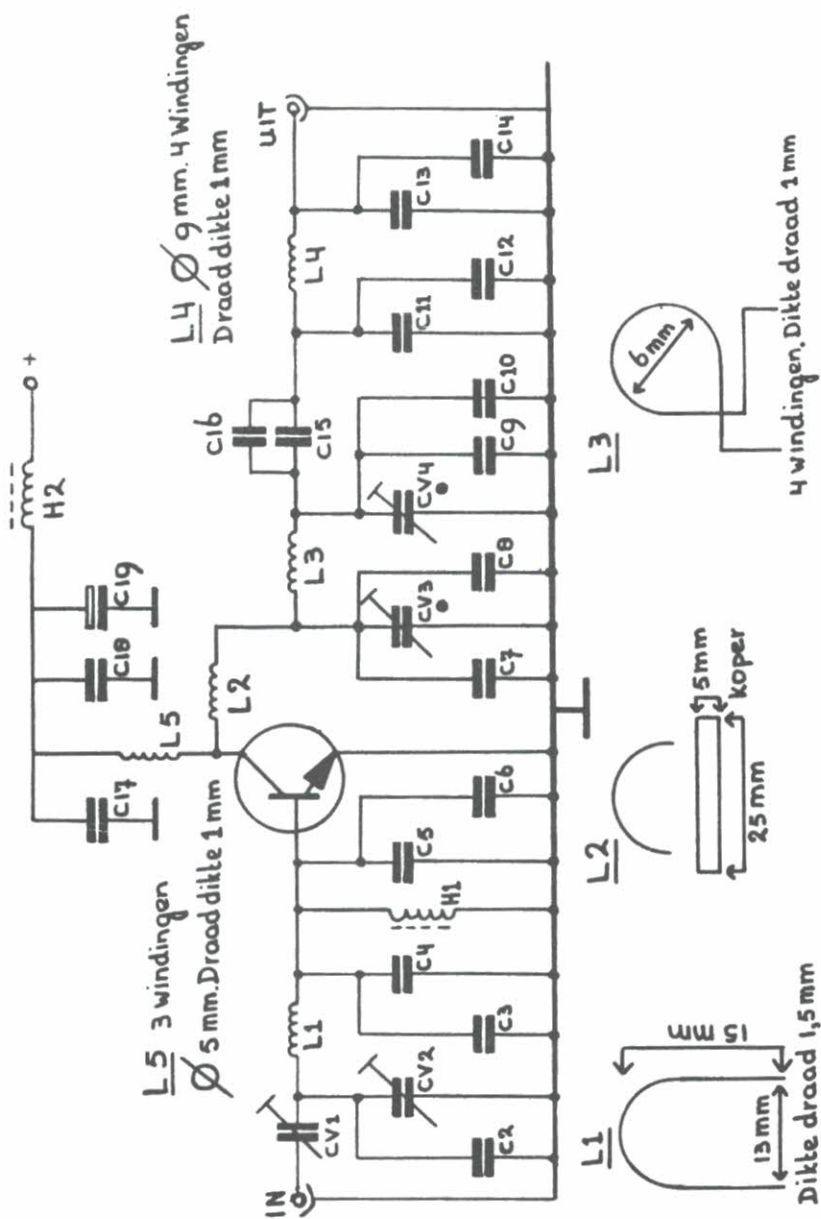 L5 3 windingen
Ø 5 mm. Draad dikte 1 mm
L4 Ø 9 mm. 4 Windingen
Draad dikte 1 mm
H2
+
C17
C18
C19
L5
L2
C16
C15
UIT
IN
CV1
L1
H1
L3
L4
C2
CV2
C3
C4
C5
C6
C7
CV3
C8
CV4
C9
C10
C11
C12
C13
C14
L1
13 mm
15 mm
Dikte draad 1,5 mm
L2
25 mm
5 mm
koper
L3
6 mm
4 windingen. Dikte draad 1 mm